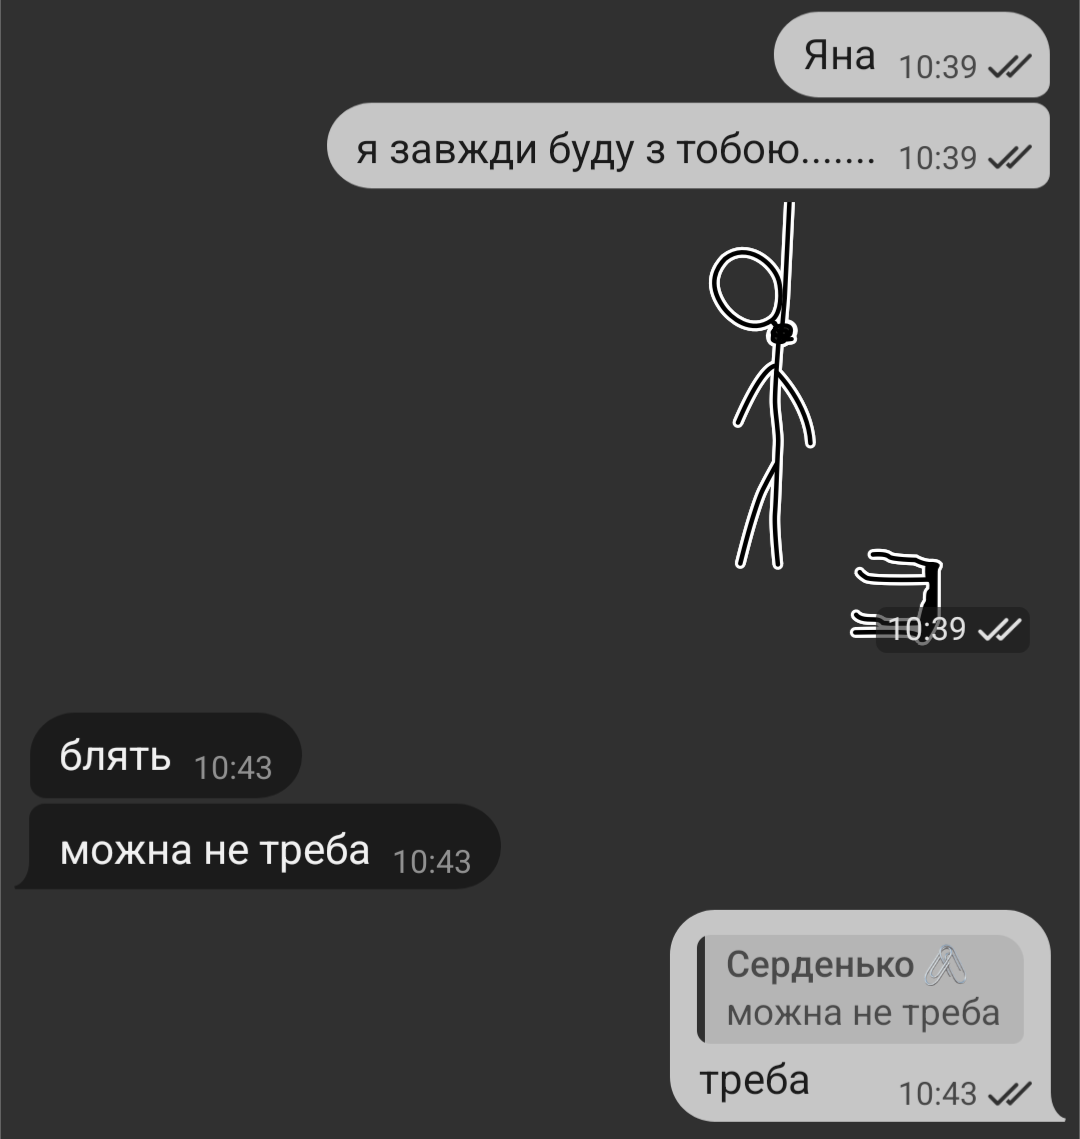 Яна 10:39
я завжди буду з тобою....... 10:39
10:39
блять 10:43
можна не треба 10:43
Серденько
можна не треба
треба 10:43